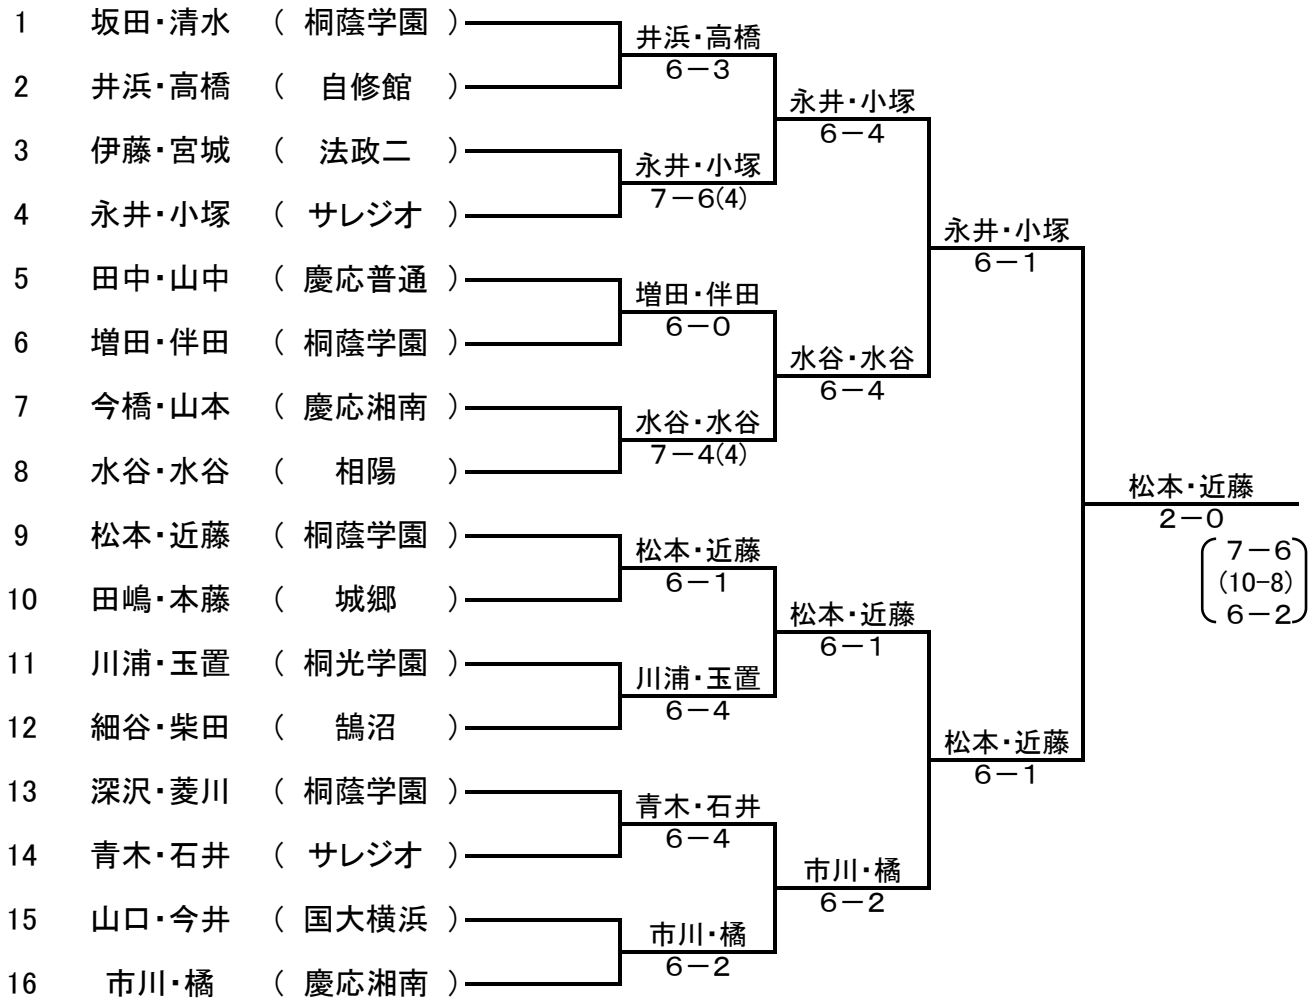 1 坂田・清水 ( 桐蔭学園 )
井浜・高橋
6－3
2 井浜・高橋 ( 自修館 )
永井・小塚
6－4
3 伊藤・宮城 ( 法政二 )
永井・小塚
7－6(4)
4 永井・小塚 ( サレジオ )
永井・小塚
6－1
5 田中・山中 ( 慶応普通 )
増田・伴田
6－0
6 増田・伴田 ( 桐蔭学園 )
水谷・水谷
6－4
7 今橋・山本 ( 慶応湘南 )
水谷・水谷
7－4(4)
8 水谷・水谷 ( 相陽 )
松本・近藤
2－0
7－6
(10-8)
6－2
9 松本・近藤 ( 桐蔭学園 )
松本・近藤
6－1
10 田嶋・本藤 ( 城郷 )
松本・近藤
6－1
11 川浦・玉置 ( 桐光学園 )
川浦・玉置
6－4
12 細谷・柴田 ( 鵠沼 )
松本・近藤
6－1
13 深沢・菱川 ( 桐蔭学園 )
青木・石井
6－4
14 青木・石井 ( サレジオ )
市川・橘
6－2
15 山口・今井 ( 国大横浜 )
市川・橘
6－2
16 市川・橘 ( 慶応湘南 )